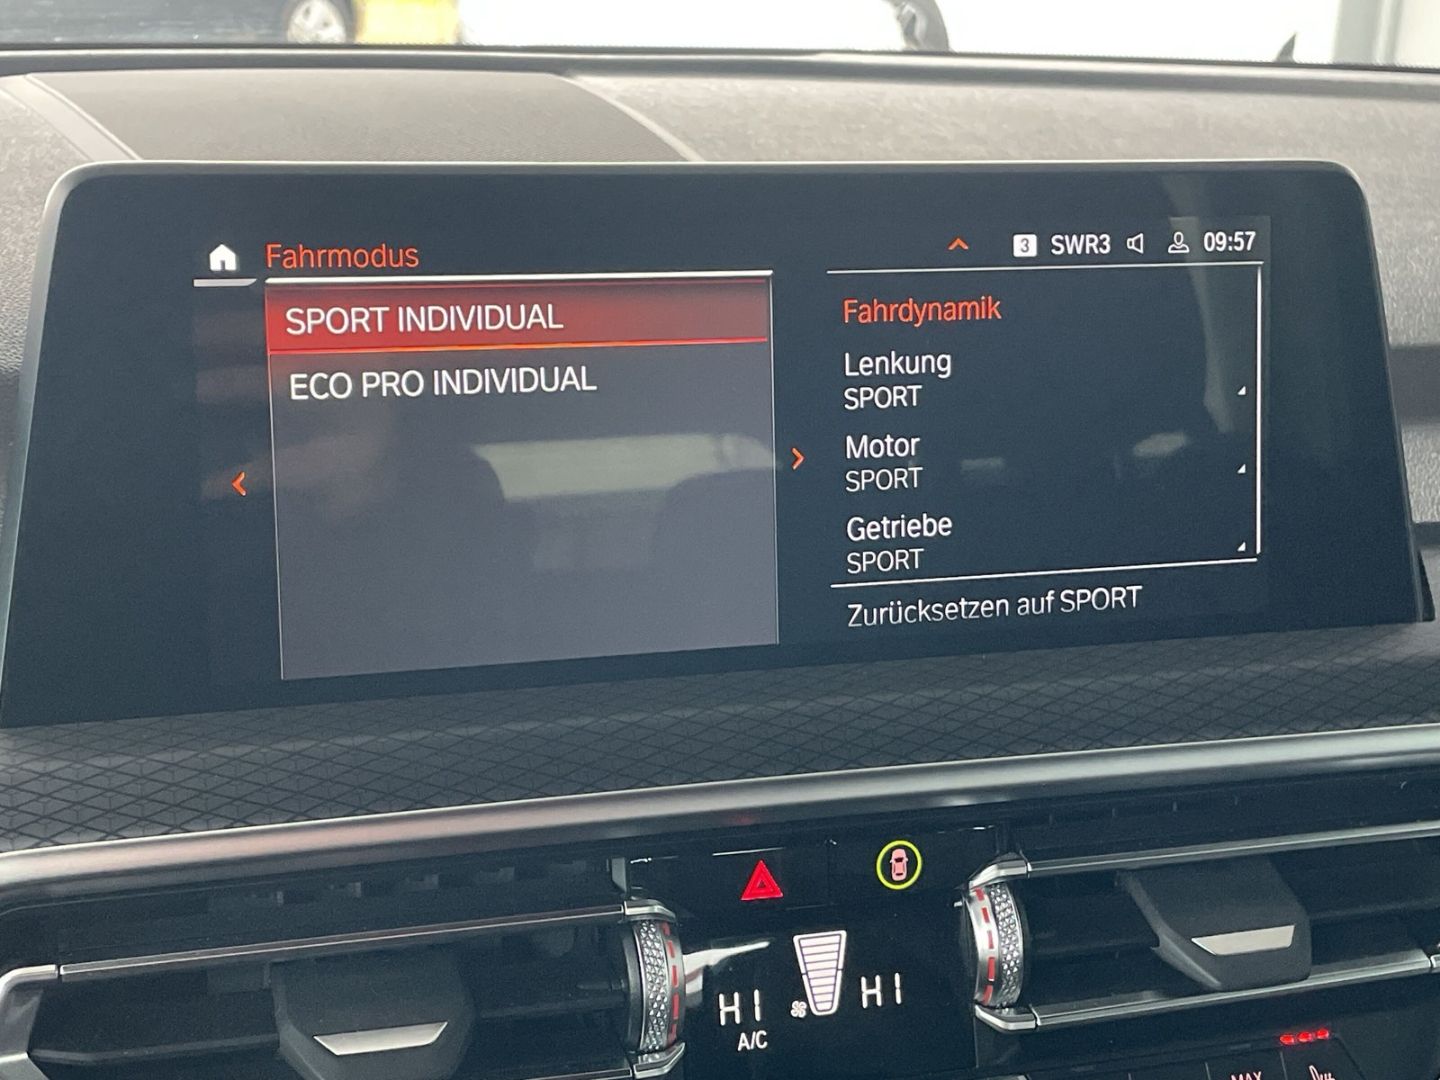 Fahrmodus
3 SWR3 09:57
SPORT INDIVIDUAL
ECO PRO INDIVIDUAL
Fahrdynamik
Lenkung
SPORT
Motor
SPORT
Getriebe
SPORT
Zurücksetzen auf SPORT
HI HI
A/C
MAX